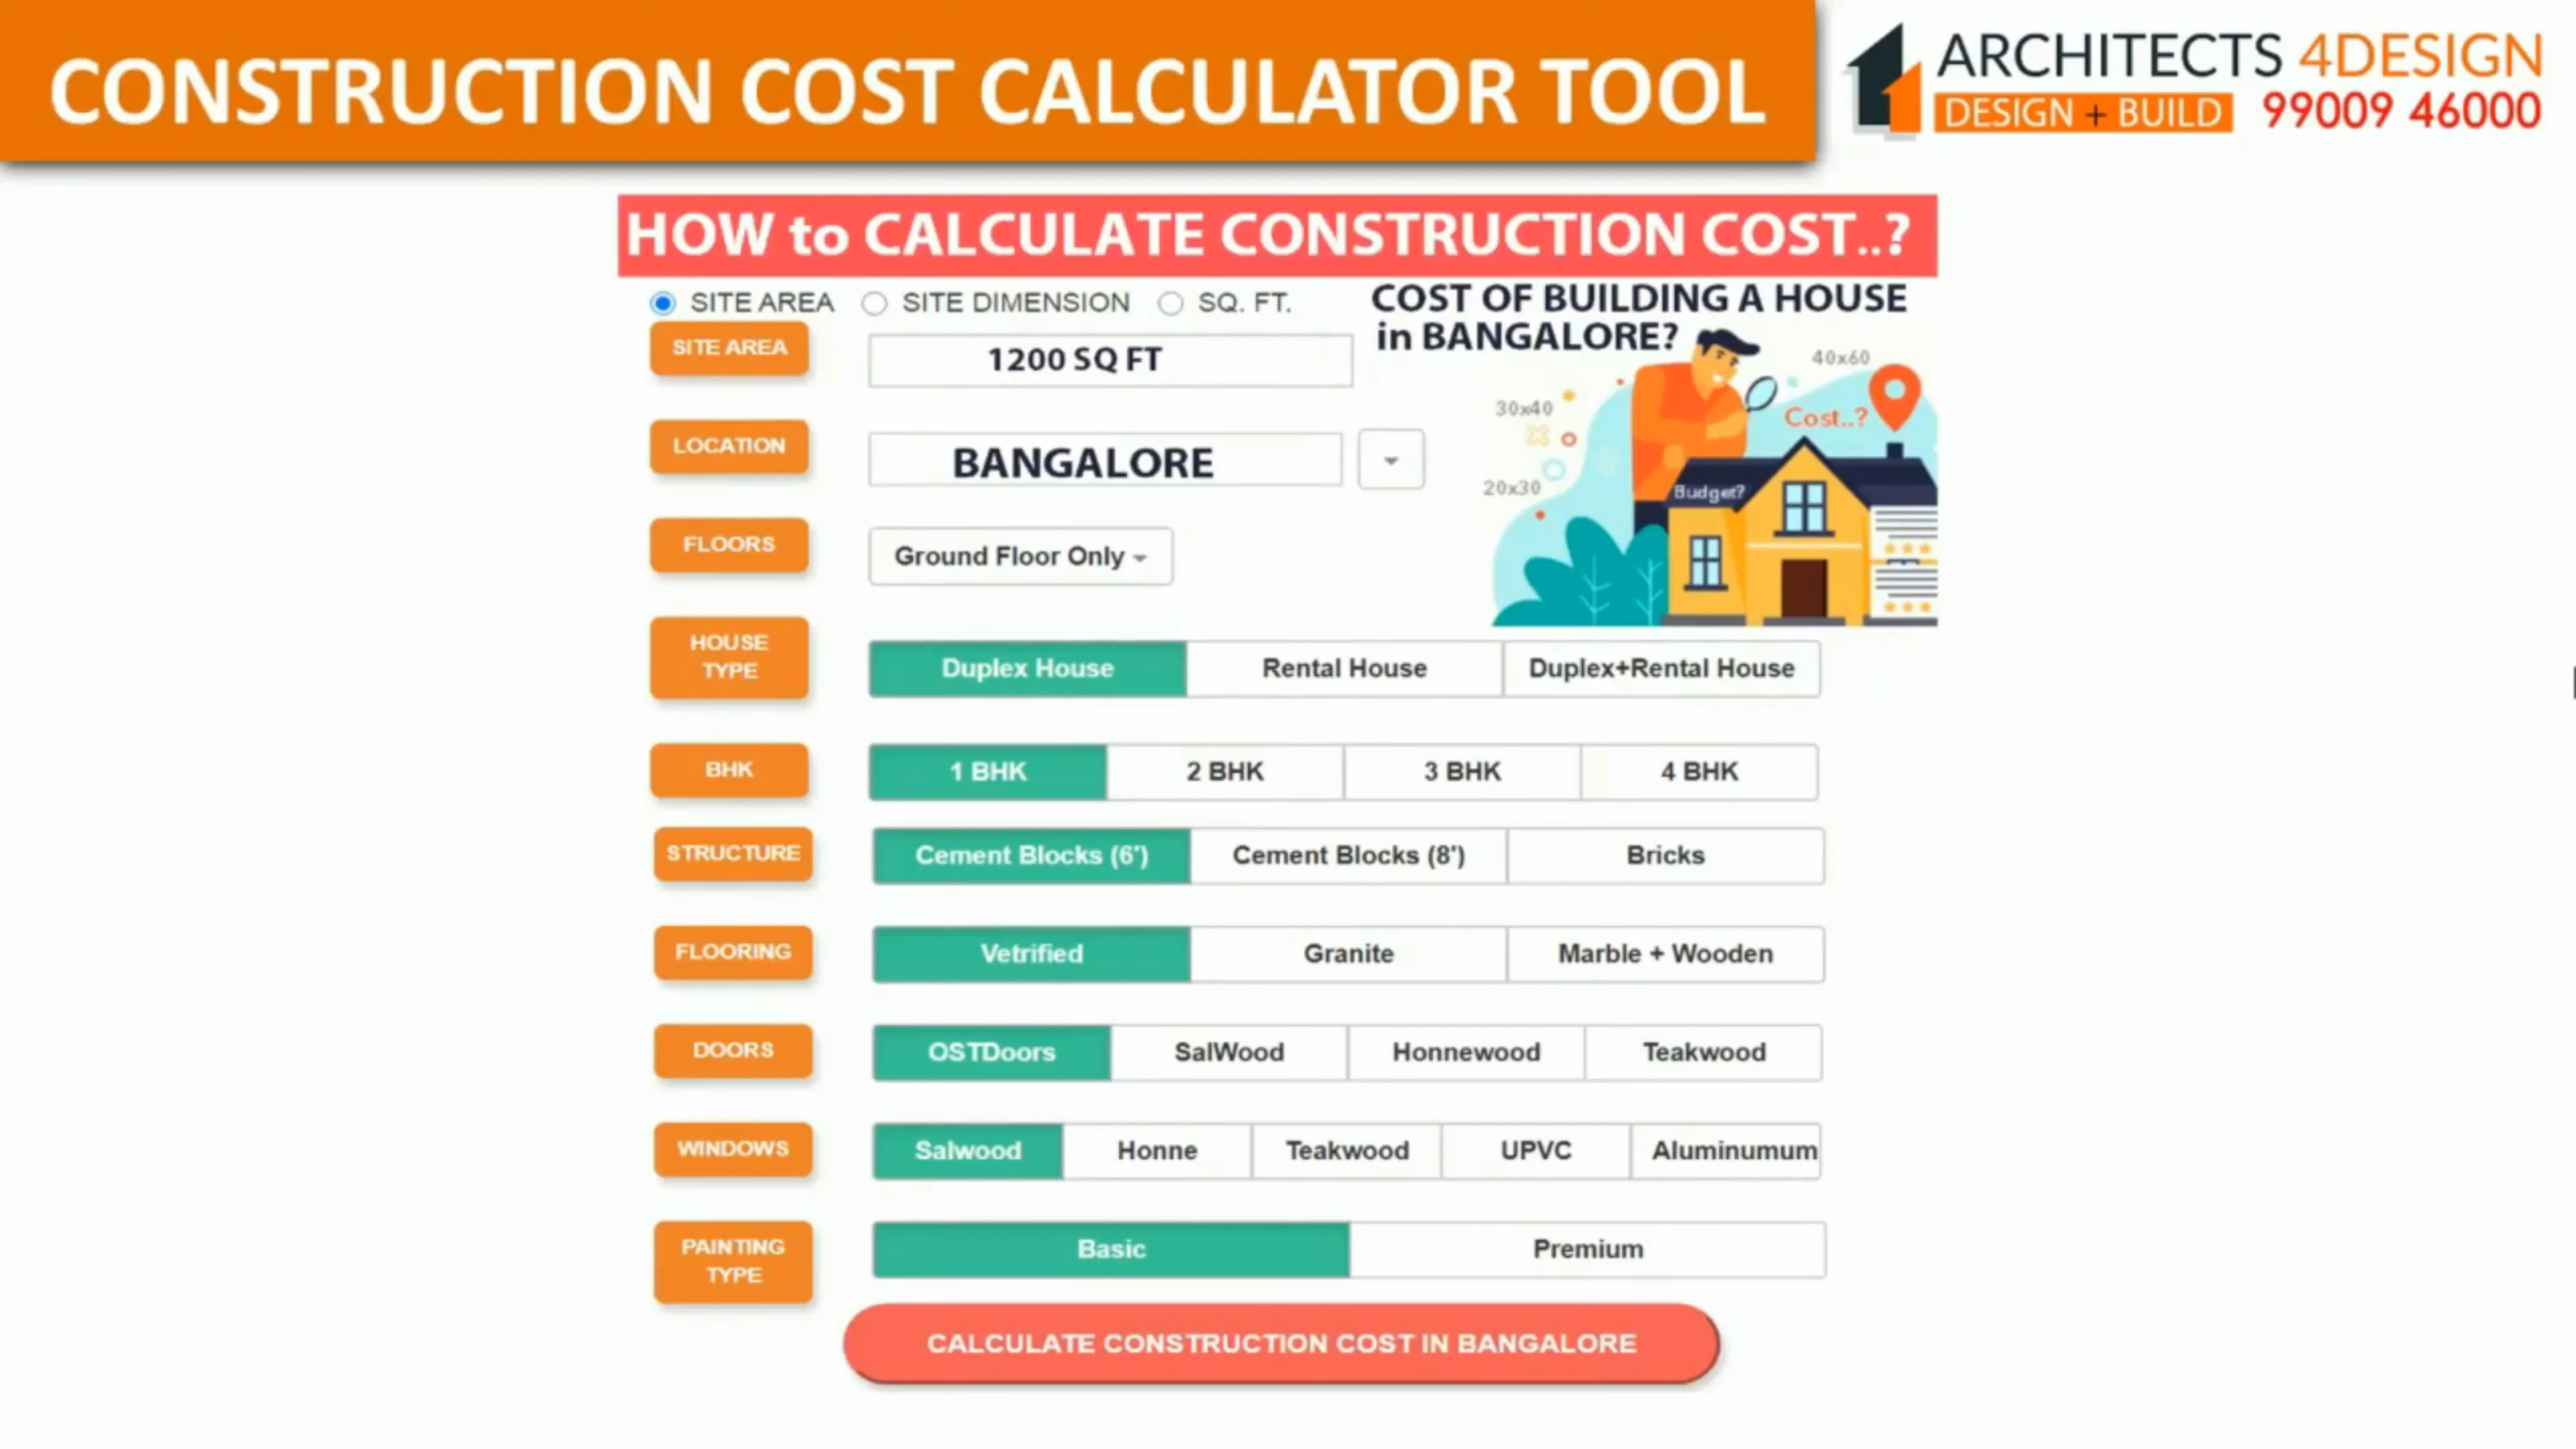 CONSTRUCTION COST CALCULATOR TOOL
ARCHITECTS 4DESIGN
DESIGN + BUILD 99009 46000
HOW to CALCULATE CONSTRUCTION COST..?
SITE AREA SITE DIMENSION SQ. FT.
COST OF BUILDING A HOUSE
in BANGALORE?
40x60
30x40
Cost..?
20x30
Budget?
SITE AREA 1200 SQ FT
LOCATION BANGALORE
FLOORS Ground Floor Only
HOUSE
TYPE
Duplex House Rental House Duplex+Rental House
BHK 1 BHK 2 BHK 3 BHK 4 BHK
STRUCTURE Cement Blocks (6') Cement Blocks (8') Bricks
FLOORING Vetrified Granite Marble + Wooden
DOORS OSTDoors SalWood Honnewood Teakwood
WINDOWS Salwood Honne Teakwood UPVC Aluminumum
PAINTING
TYPE
Basic Premium
CALCULATE CONSTRUCTION COST IN BANGALORE